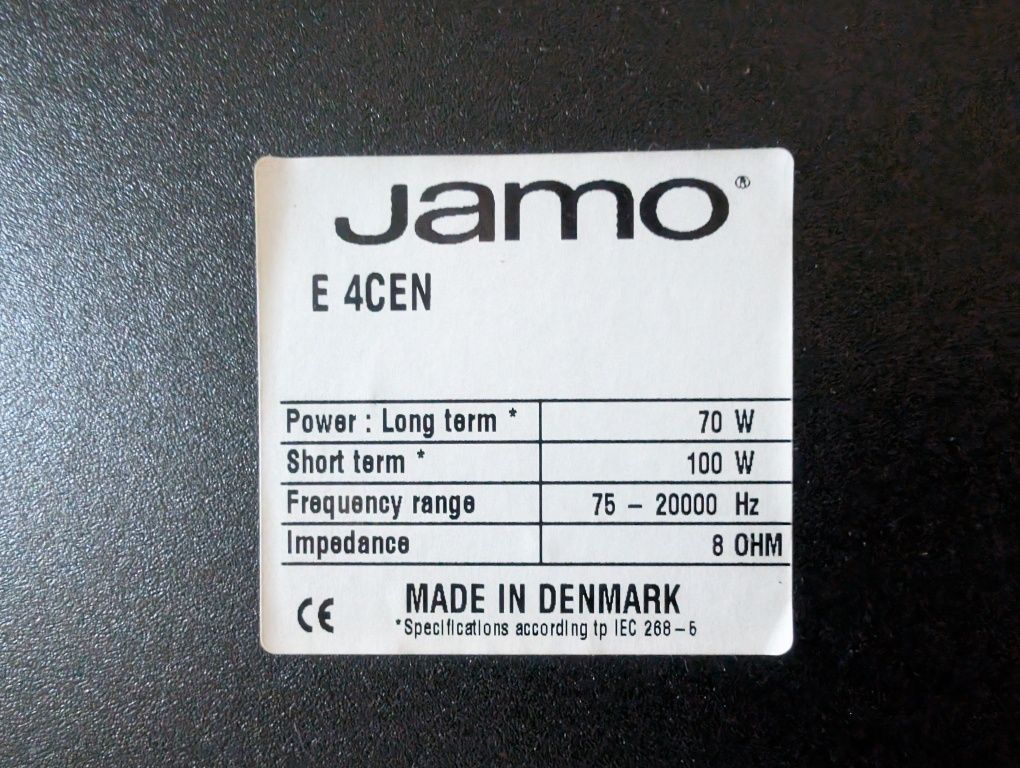 Jamo®
E 4CEN
Power : Long term * 70 W
Short term * 100 W
Frequency range 75 – 20000 Hz
Impedance 8 OHM
CE MADE IN DENMARK
*Specifications according tp IEC 268–5